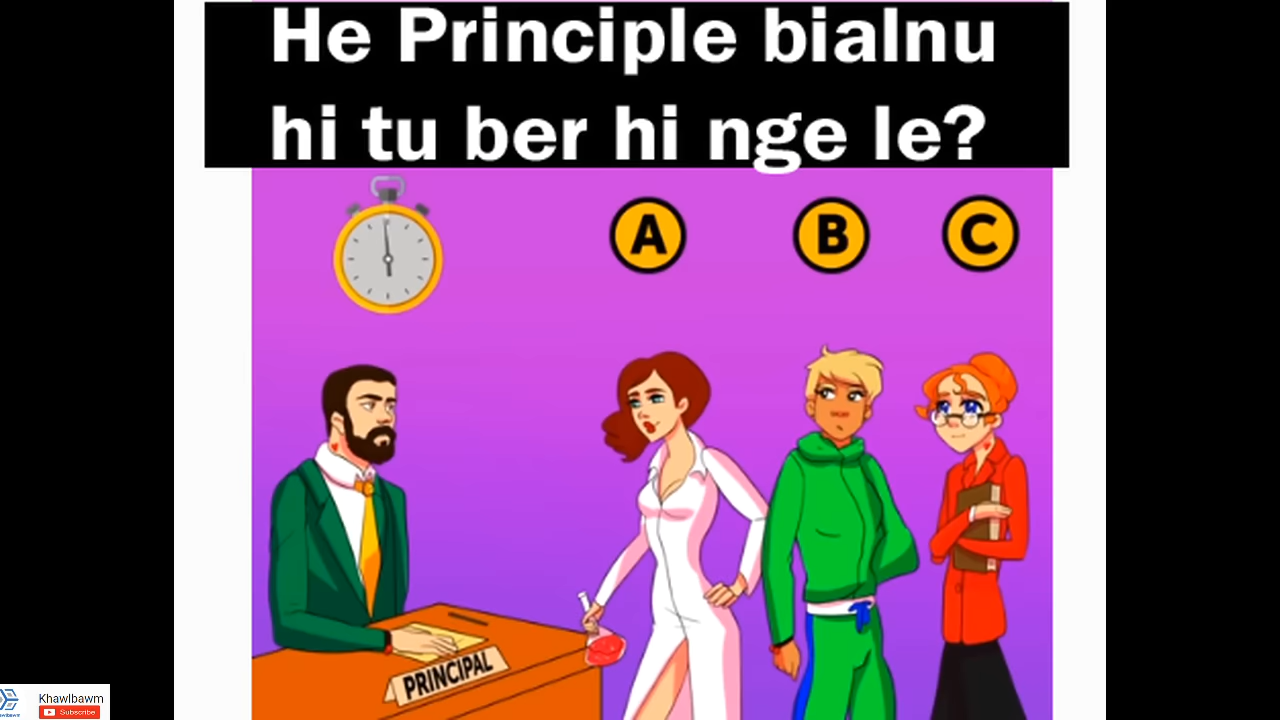 He Principle bialnu
hi tu ber hi nge le?
A
B
C
PRINCIPAL
Khawlbawm
Subscribe